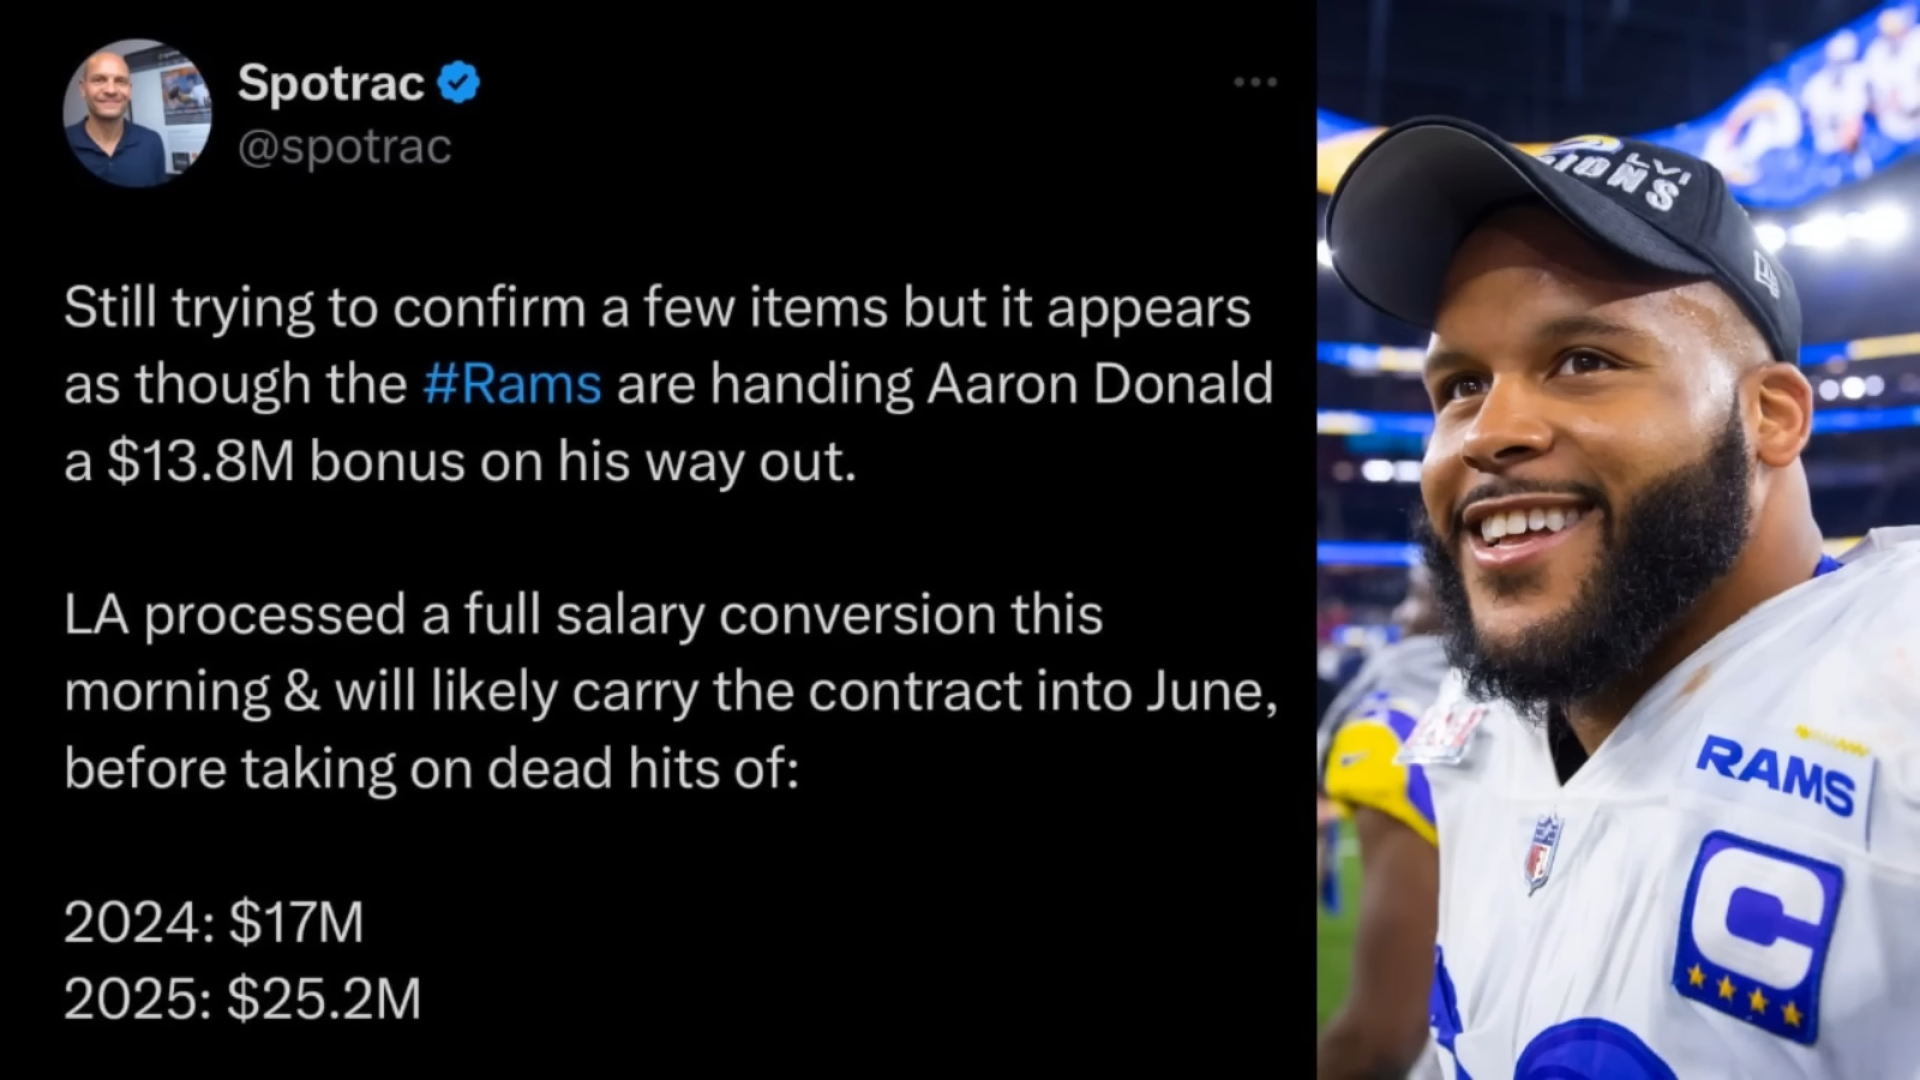 Spotrac
@spotrac
Still trying to confirm a few items but it appears
as though the #Rams are handing Aaron Donald
a $13.8M bonus on his way out.
LA processed a full salary conversion this
morning & will likely carry the contract into June,
before taking on dead hits of:
2024: $17M
2025: $25.2M
LVI
IONS
RAMS
C